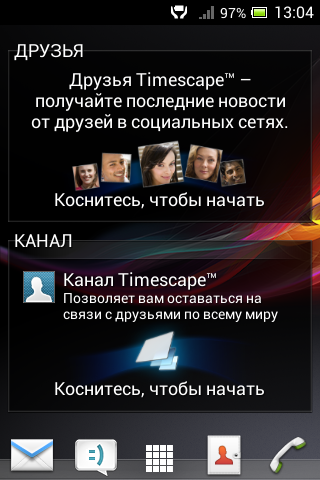 97% 13:04
ДРУЗЬЯ
Друзья Timescape™ –
получайте последние новости
от друзей в социальных сетях.
Коснитесь, чтобы начать
КАНАЛ
Канал Timescape™
Позволяет вам оставаться на
связи с друзьями по всему миру
Коснитесь, чтобы начать